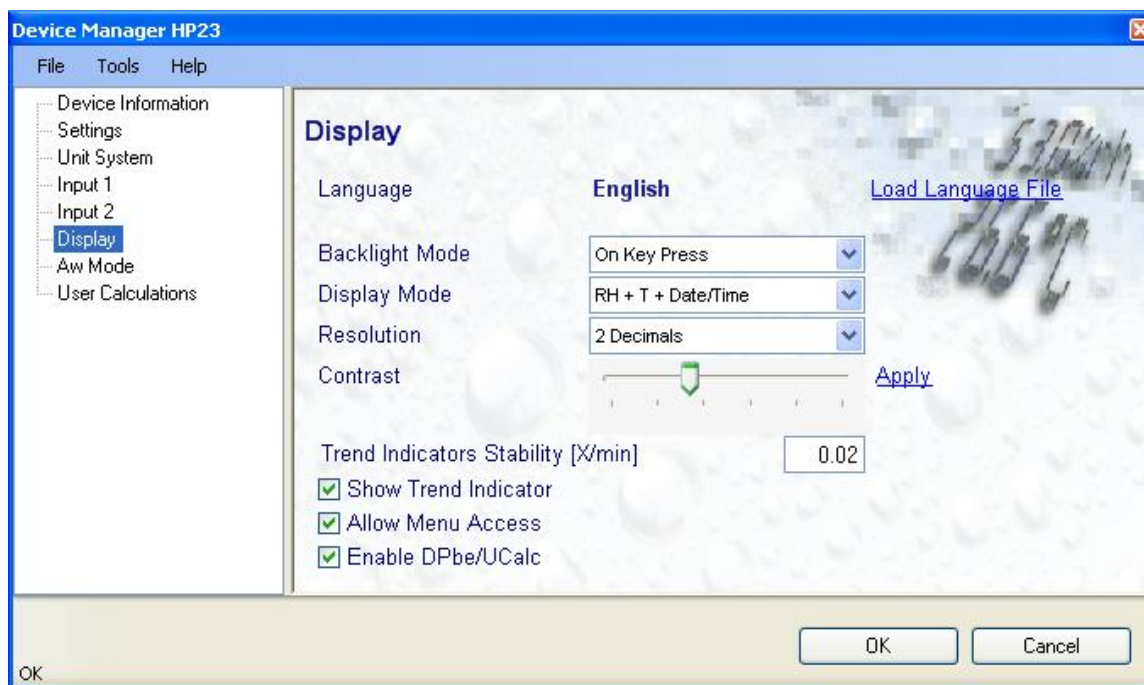 Device Manager HP23
File Tools Help
Device Information
Settings
Unit System
Input 1
Input 2
Display
Aw Mode
User Calculations
Display
Language English Load Language File
Backlight Mode On Key Press
Display Mode RH + T + Date/Time
Resolution 2 Decimals
Contrast Apply
Trend Indicators Stability [X/min] 0.02
Show Trend Indicator
Allow Menu Access
Enable DPbe/UCalc
OK Cancel
OK